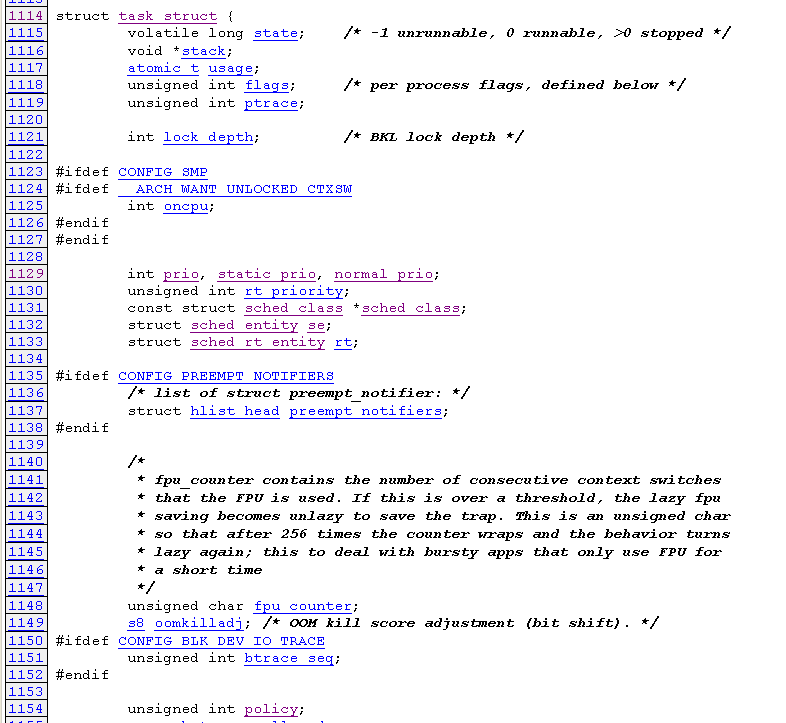 1114 struct task_struct {
1115 volatile long state; /* -1 unrunnable, 0 runnable, >0 stopped */
1116 void *stack;
1117 atomic_t usage;
1118 unsigned int flags; /* per process flags, defined below */
1119 unsigned int ptrace;
1120
1121 int lock_depth; /* BKL lock depth */
1122
1123 #ifdef CONFIG_SMP
1124 #ifdef __ARCH_WANT_UNLOCKED_CTXSW
1125 int oncpu;
1126 #endif
1127 #endif
1128
1129 int prio, static_prio, normal_prio;
1130 unsigned int rt_priority;
1131 const struct sched_class *sched_class;
1132 struct sched_entity se;
1133 struct sched_rt_entity rt;
1134
1135 #ifdef CONFIG_PREEMPT_NOTIFIERS
1136 /* list of struct preempt_notifier: */
1137 struct hlist_head preempt_notifiers;
1138 #endif
1139
1140 /*
1141 * fpu_counter contains the number of consecutive context switches
1142 * that the FPU is used. If this is over a threshold, the lazy fpu
1143 * saving becomes unlazy to save the trap. This is an unsigned char
1144 * so that after 256 times the counter wraps and the behavior turns
1145 * lazy again; this to deal with bursty apps that only use FPU for
1146 * a short time
1147 */
1148 unsigned char fpu_counter;
1149 s8 oomkilladj; /* OOM kill score adjustment (bit shift). */
1150 #ifdef CONFIG_BLK_DEV_IO_TRACE
1151 unsigned int btrace_seq;
1152 #endif
1153
1154 unsigned int policy;